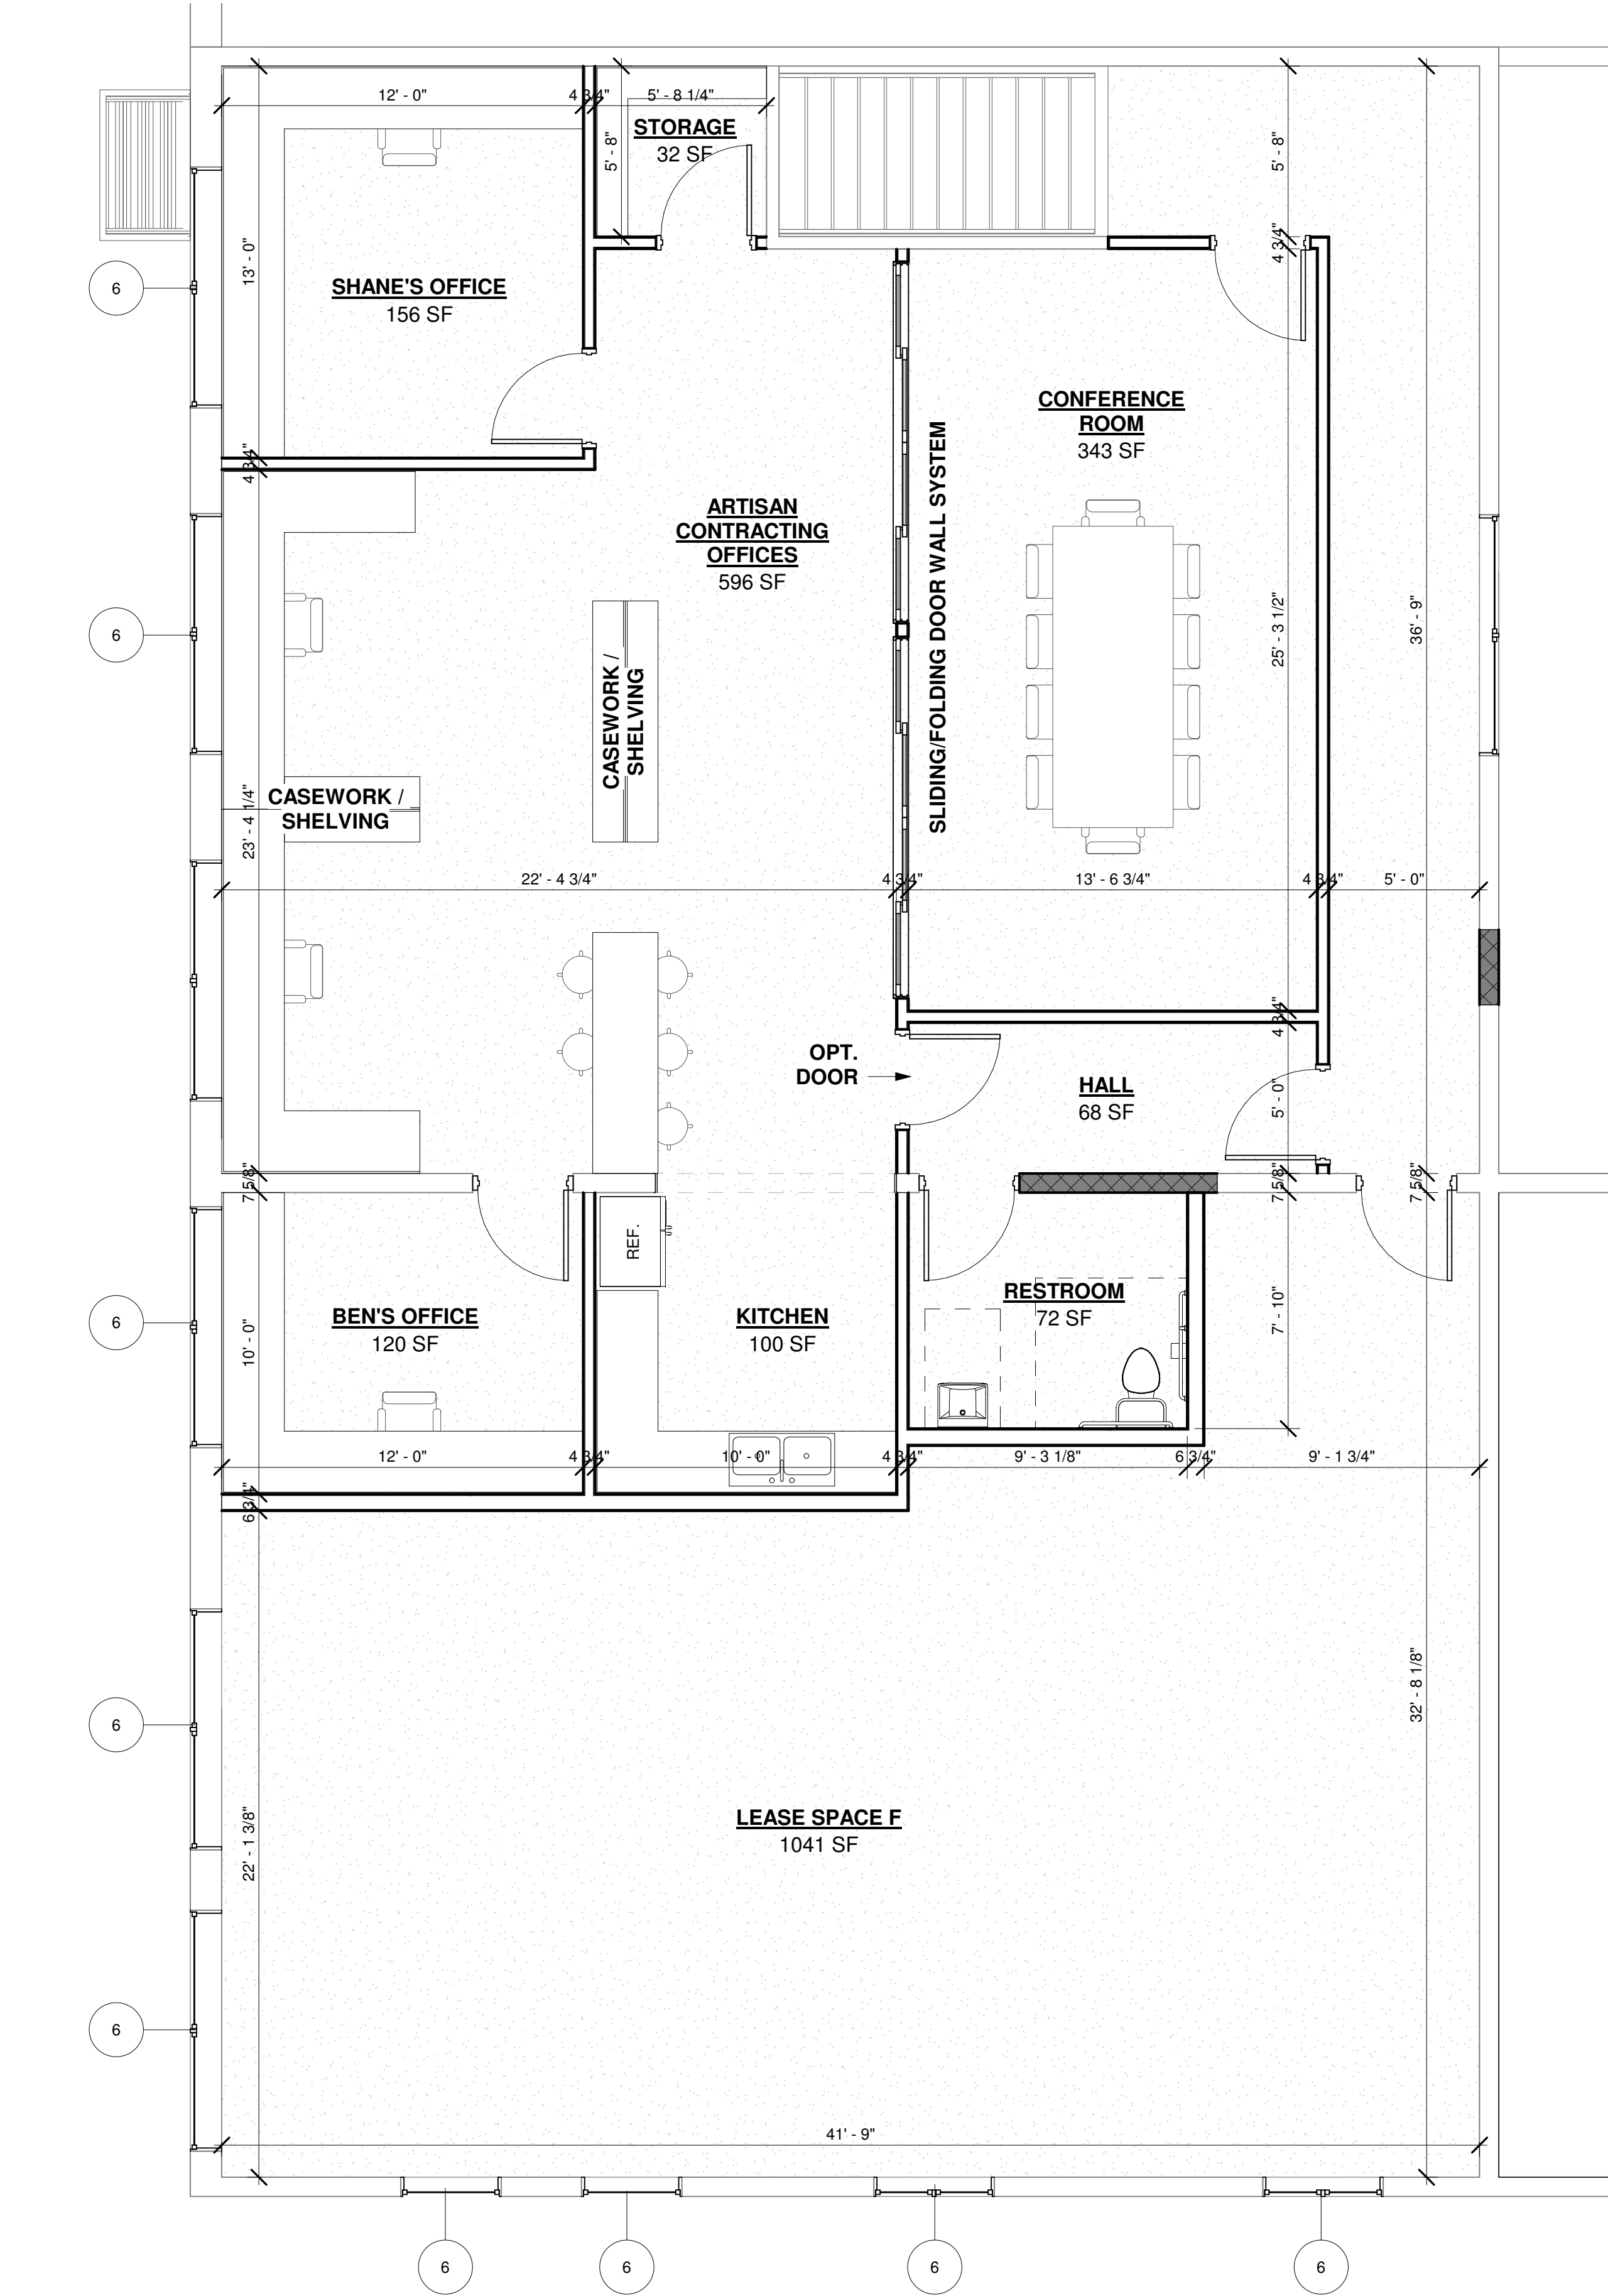 12' - 0"
4 3/4"
5' - 8 1/4"
STORAGE
32 SF
5' - 8"
5' - 8"
4 3/4"
13' - 0"
SHANE'S OFFICE
156 SF
6
4 3/4"
CONFERENCE
ROOM
343 SF
ARTISAN
CONTRACTING
OFFICES
596 SF
SLIDING/FOLDING DOOR WALL SYSTEM
25' - 3 1/2"
36' - 9"
6
CASEWORK /
SHELVING
CASEWORK /
SHELVING
23' - 4 1/4"
22' - 4 3/4"
4 3/4"
13' - 6 3/4"
4 3/4"
5' - 0"
4 3/4"
OPT.
DOOR
HALL
68 SF
5' - 0"
7 5/8"
7 5/8"
7 5/8"
REF.
BEN'S OFFICE
120 SF
KITCHEN
100 SF
RESTROOM
72 SF
6
10' - 0"
7' - 10"
12' - 0"
4 3/4"
10' - 0"
4 3/4"
9' - 3 1/8"
6 3/4"
9' - 1 3/4"
6 3/4"
32' - 8 1/8"
6
LEASE SPACE F
1041 SF
22' - 1 3/8"
6
41' - 9"
6
6
6
6